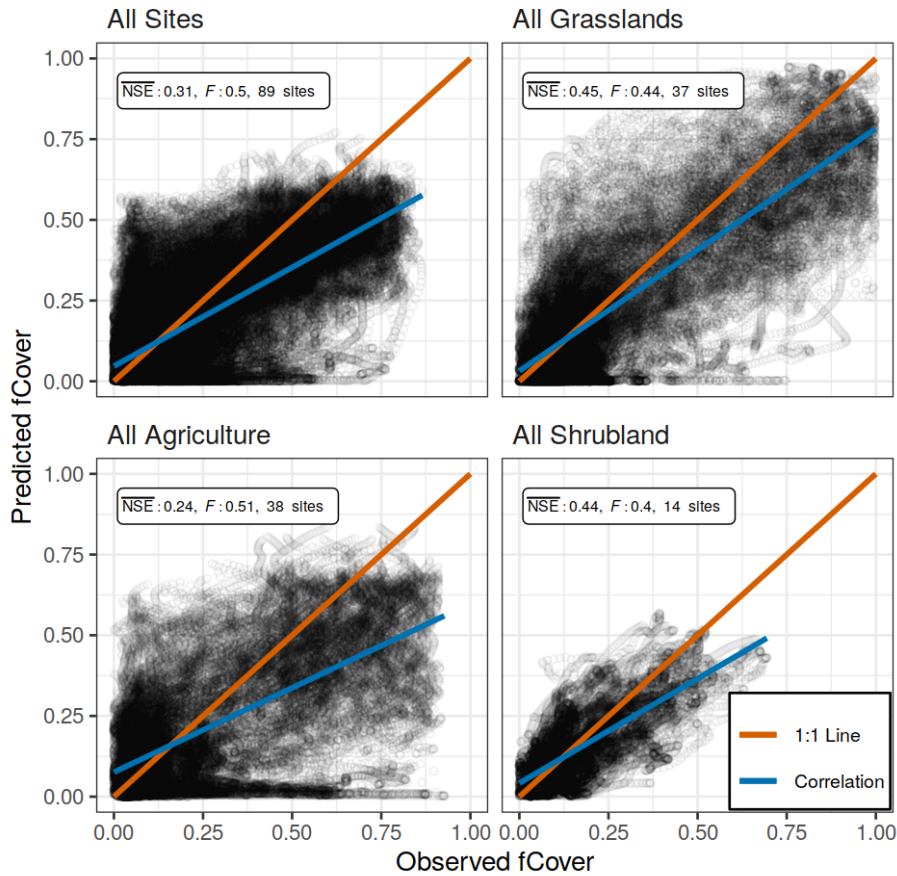 All Sites
All Grasslands
NSE : 0.31, F : 0.5, 89 sites
NSE : 0.45, F : 0.44, 37 sites
1.00
0.75
0.50
0.25
0.00
All Agriculture
All Shrubland
NSE : 0.24, F : 0.51, 38 sites
NSE : 0.44, F : 0.4, 14 sites
1.00
0.75
0.50
0.25
0.00
1:1 Line
Correlation
0.00 0.25 0.50 0.75 1.00
0.00 0.25 0.50 0.75 1.00
Observed fCover
Predicted fCover